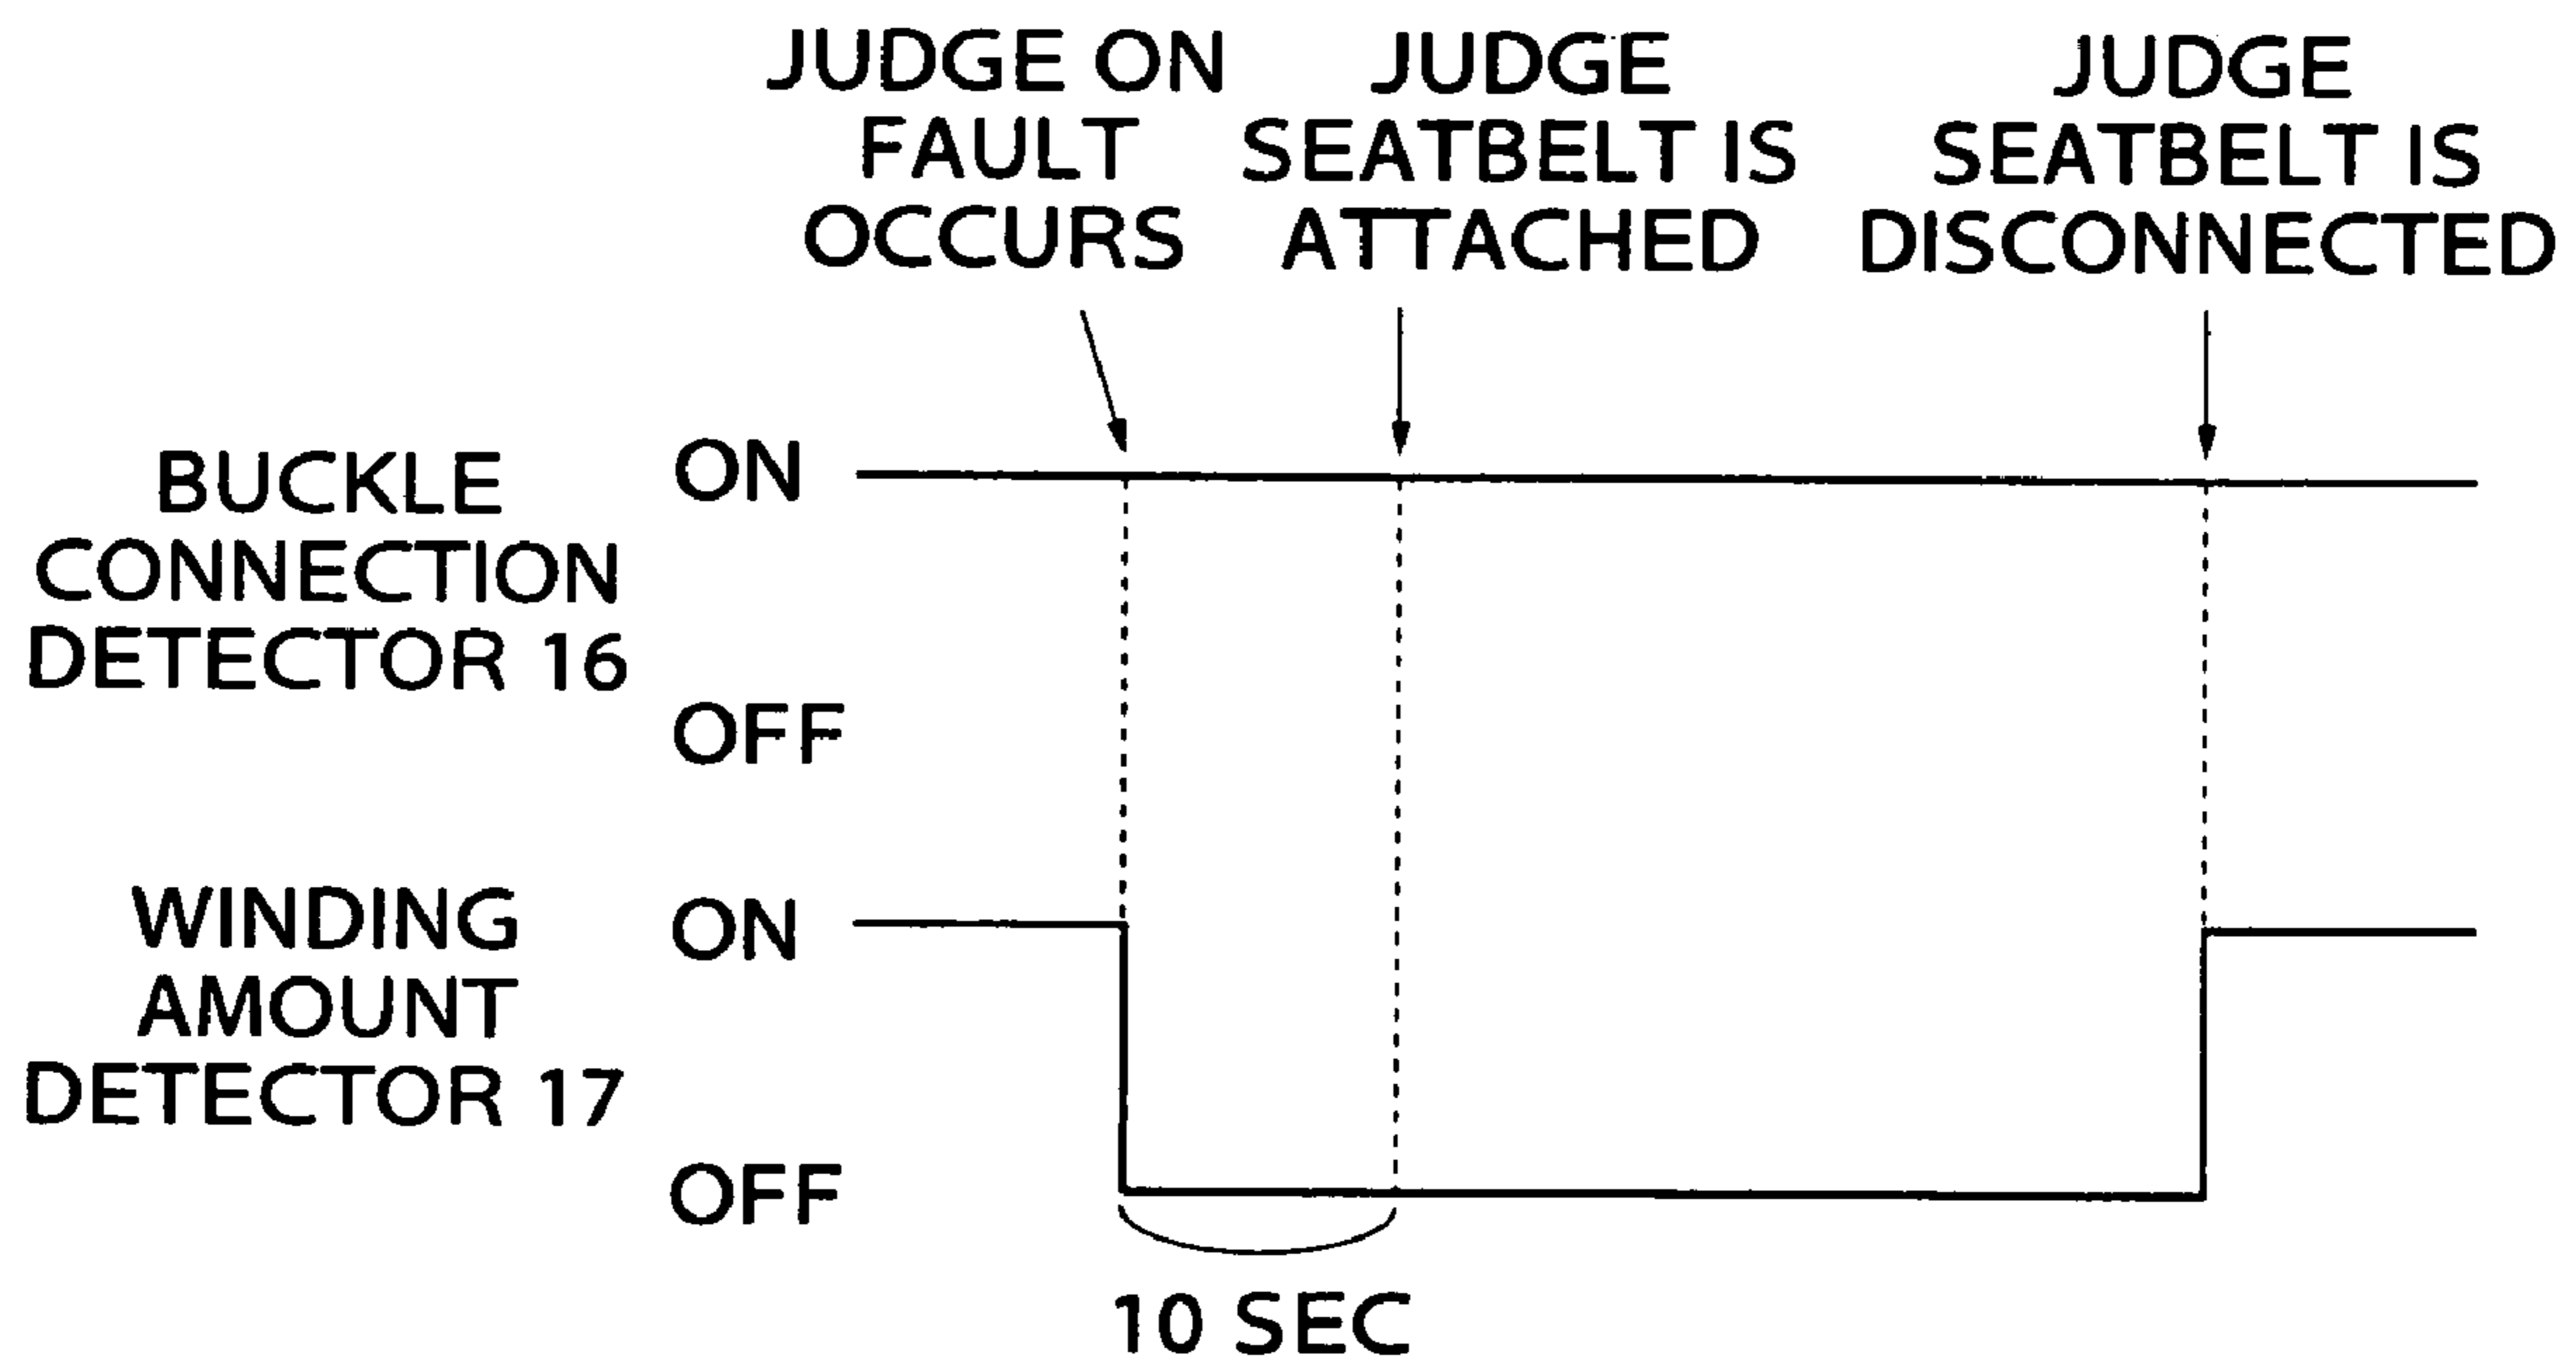 JUDGE ON
FAULT
OCCURS
JUDGE
SEATBELT IS
ATTACHED
JUDGE
SEATBELT IS
DISCONNECTED
BUCKLE
CONNECTION
DETECTOR 16
ON
OFF
WINDING
AMOUNT
DETECTOR 17
ON
OFF
10 SEC